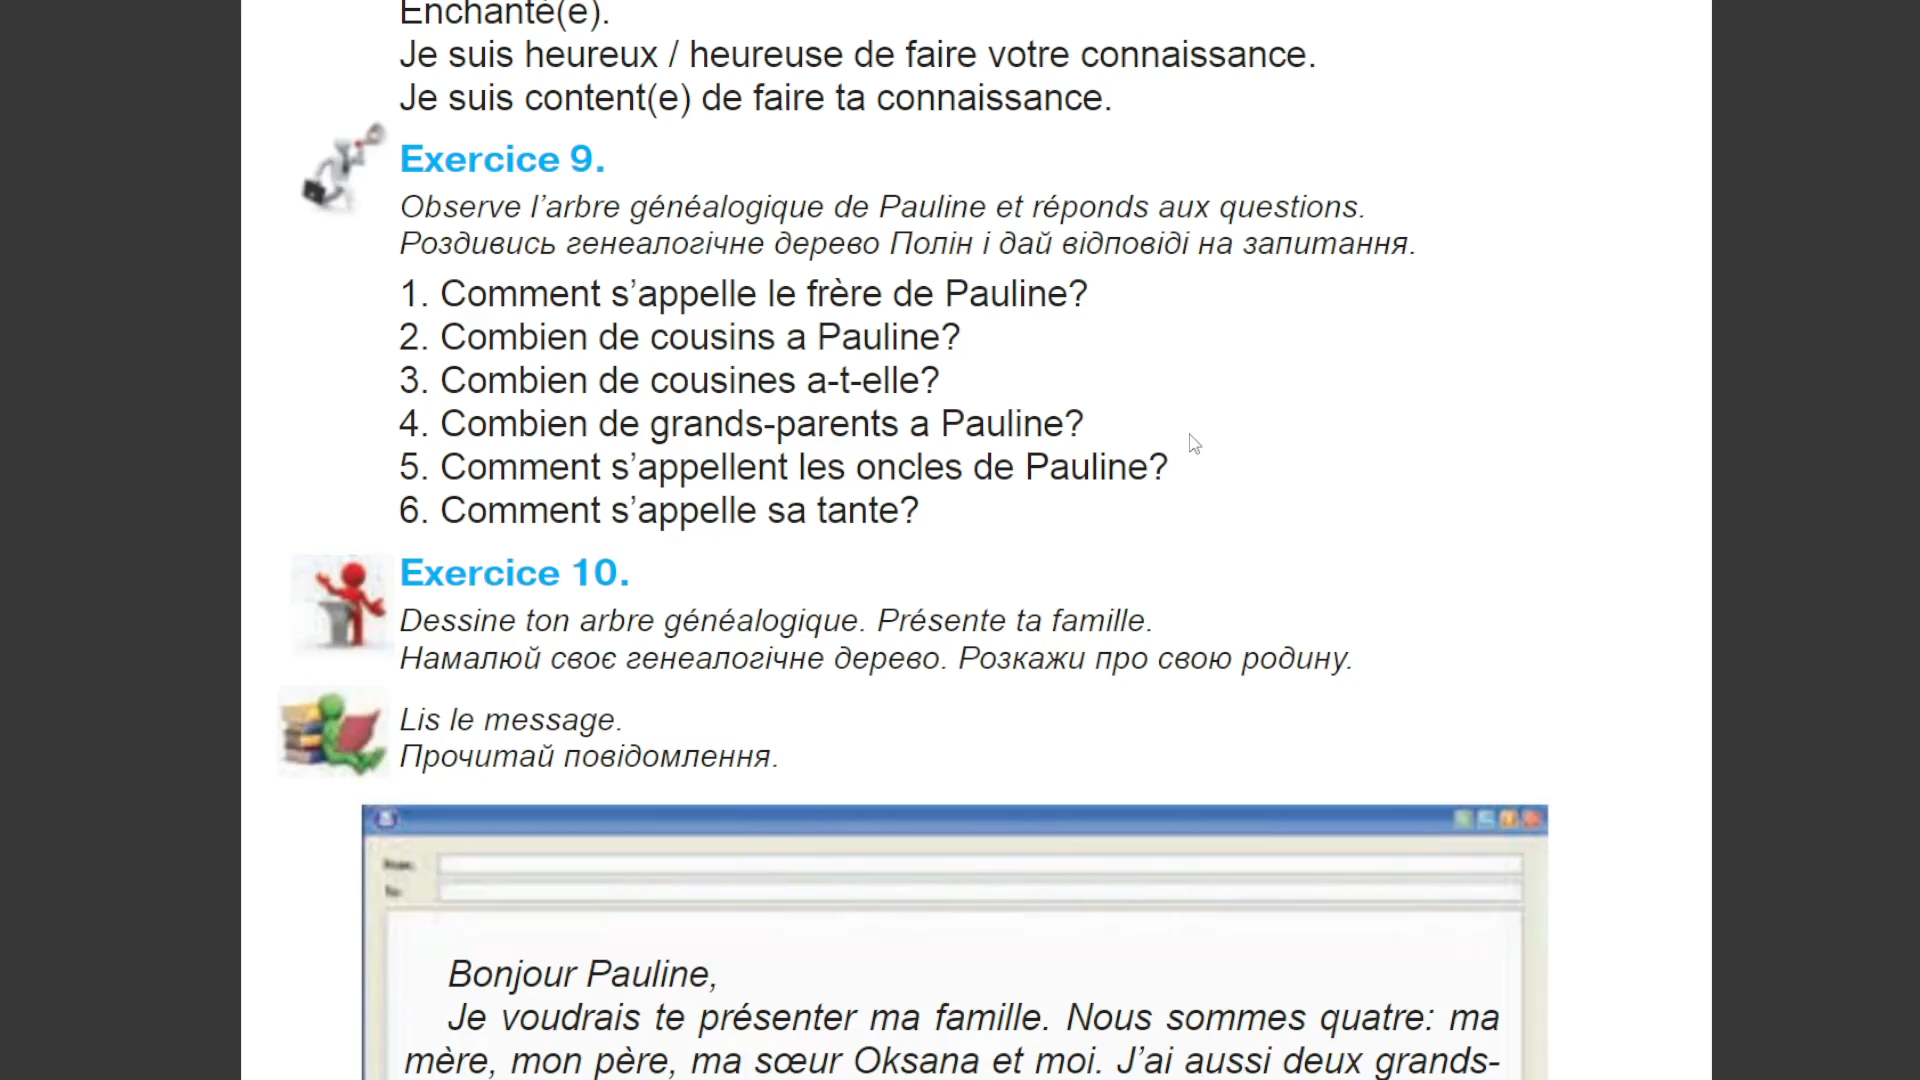 Enchanté(e).
Je suis heureux / heureuse de faire votre connaissance.
Je suis content(e) de faire ta connaissance.
Exercice 9.
Observe l’arbre généalogique de Pauline et réponds aux questions.
Роздивись генеалогічне дерево Полін і дай відповіді на запитання.
1. Comment s’appelle le frère de Pauline?
2. Combien de cousins a Pauline?
3. Combien de cousines a-t-elle?
4. Combien de grands-parents a Pauline?
5. Comment s’appellent les oncles de Pauline?
6. Comment s’appelle sa tante?
Exercice 10.
Dessine ton arbre généalogique. Présente ta famille.
Намалюй своє генеалогічне дерево. Розкажи про свою родину.
Lis le message.
Прочитай повідомлення.
Bonjour Pauline,
Je voudrais te présenter ma famille. Nous sommes quatre: ma
mère, mon père, ma sœur Oksana et moi. J’ai aussi deux grands-